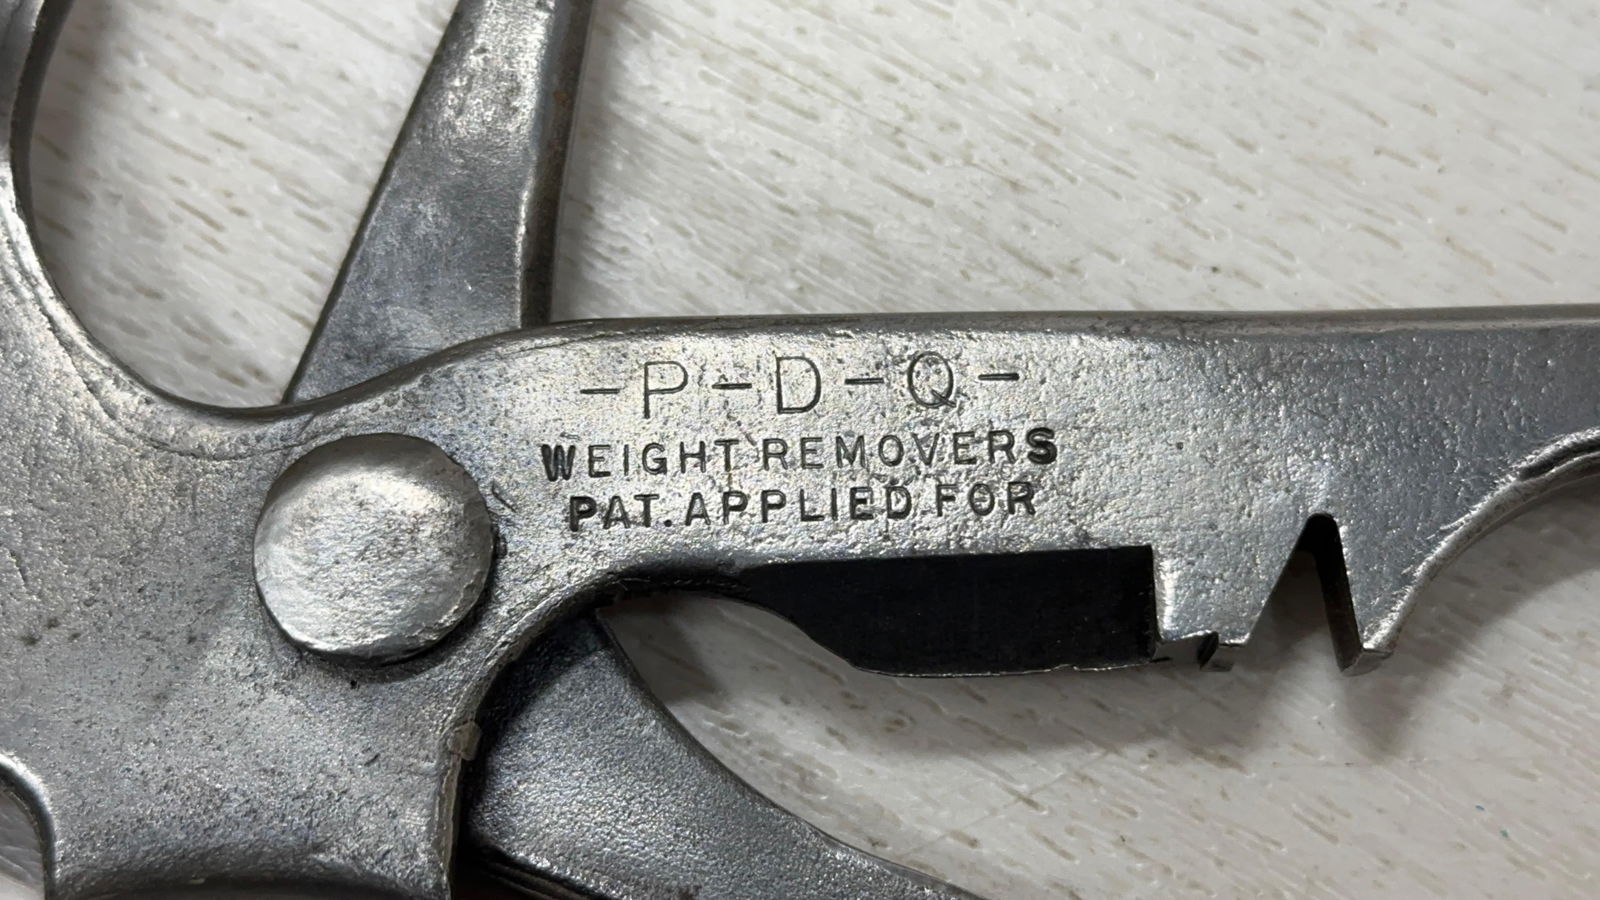 -P-D-Q-
WEIGHT REMOVERS
PAT. APPLIED FOR